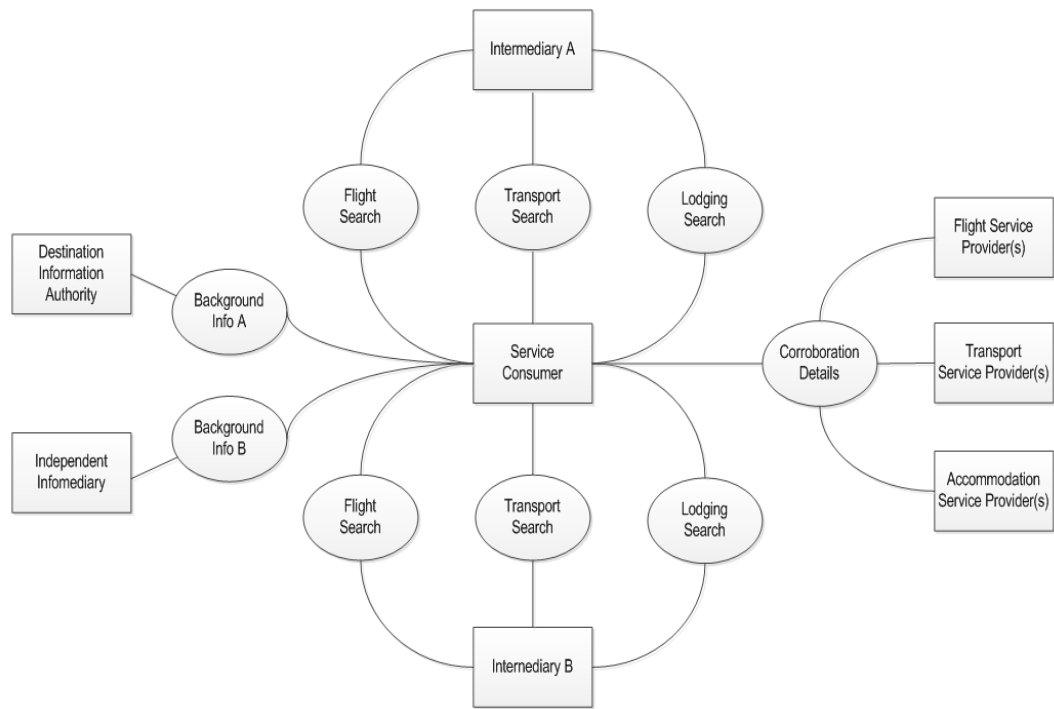 Intermediary A
Flight
Search
Transport
Search
Lodging
Search
Flight Service
Provider(s)
Destination
Information
Authority
Background
Info A
Service
Consumer
Corroboration
Details
Transport
Service Provider(s)
Background
Info B
Independent
Infomediary
Flight
Search
Transport
Search
Lodging
Search
Accommodation
Service Provider(s)
Internediary B